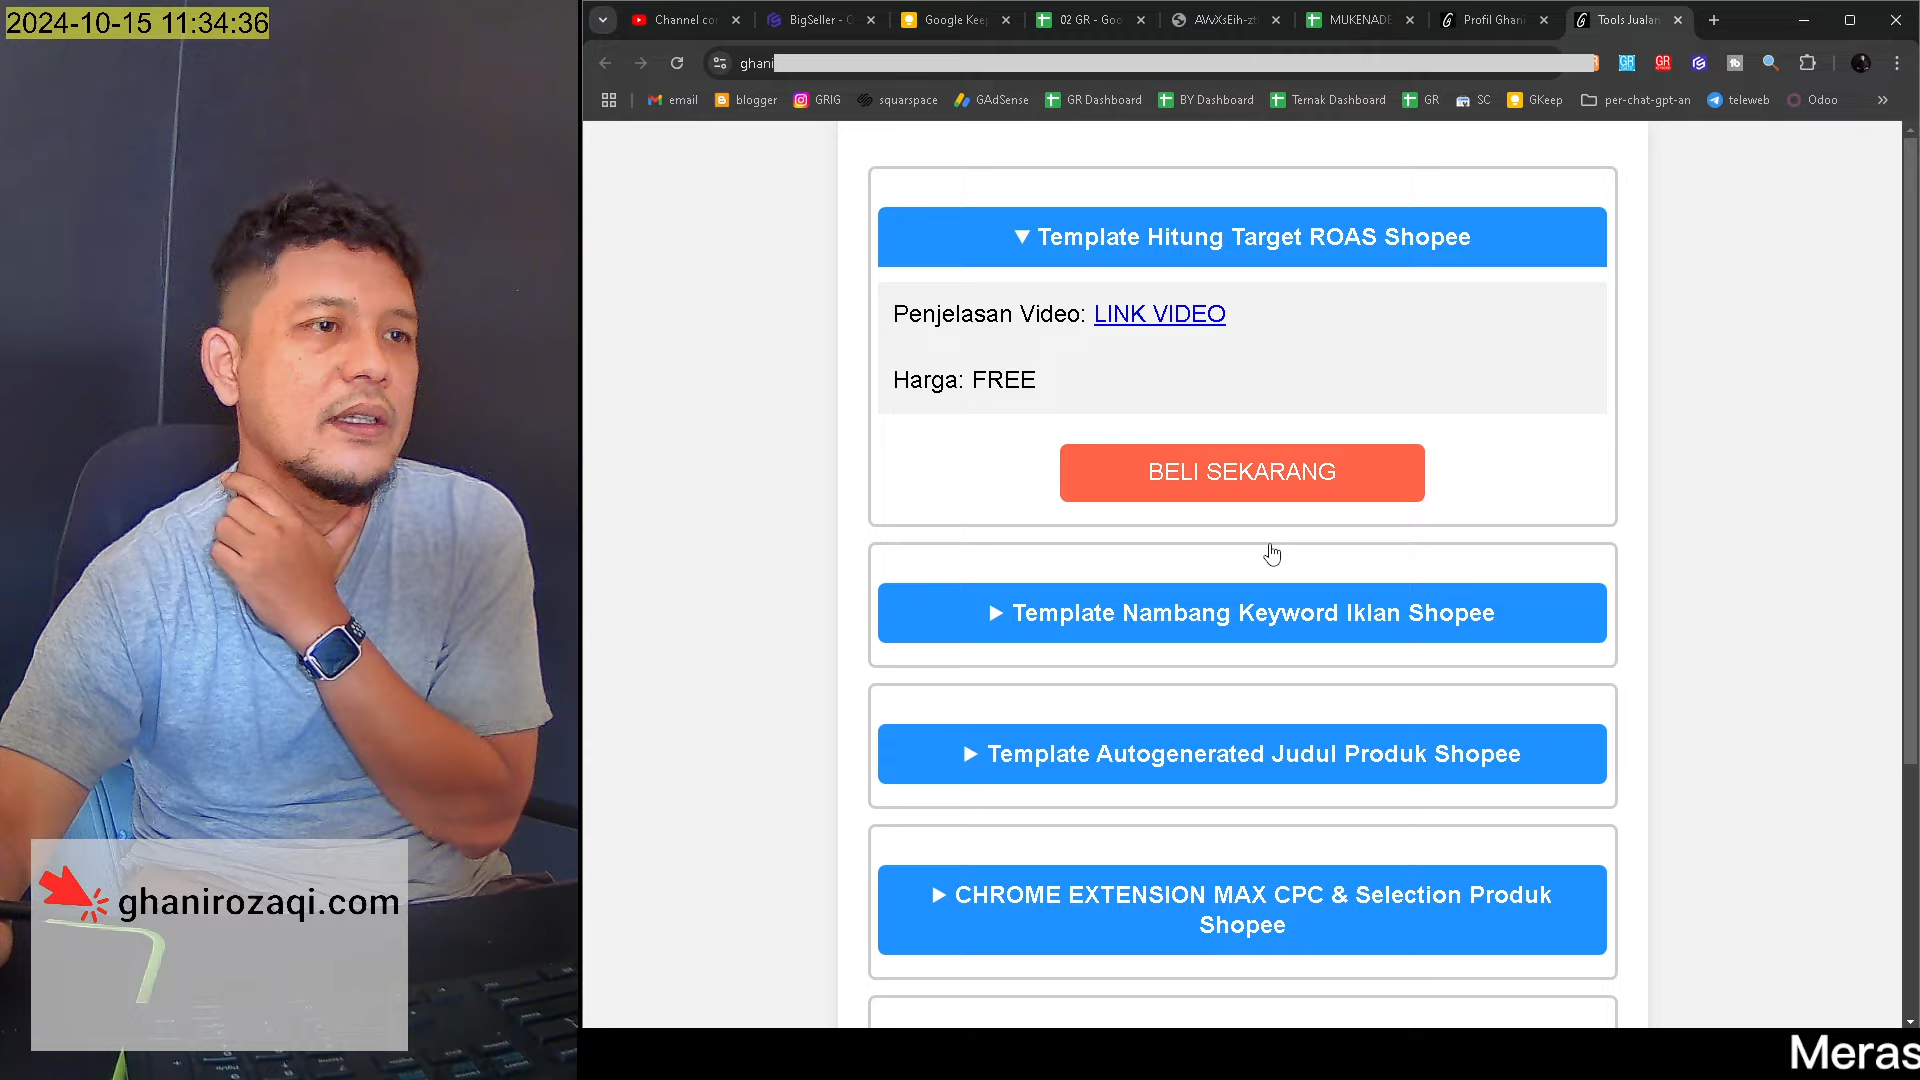 2024-10-15 11:34:36
Channel co
BigSeller -
Google Kee
02 GR - Goo
MUKENADE
Profil Ghani
Tools Jualan
ghani
email
blogger
GRIG
squarspace
GAdSense
GR Dashboard
BY Dashboard
Ternak Dashboard
GR
SC
GKeep
per-chat-gpt-an
teleweb
Odoo
▼ Template Hitung Target ROAS Shopee
Penjelasan Video: LINK VIDEO
Harga: FREE
BELI SEKARANG
▶ Template Nambang Keyword Iklan Shopee
▶ Template Autogenerated Judul Produk Shopee
▶ CHROME EXTENSION MAX CPC & Selection Produk
Shopee
ghanirozaqi.com
Meras